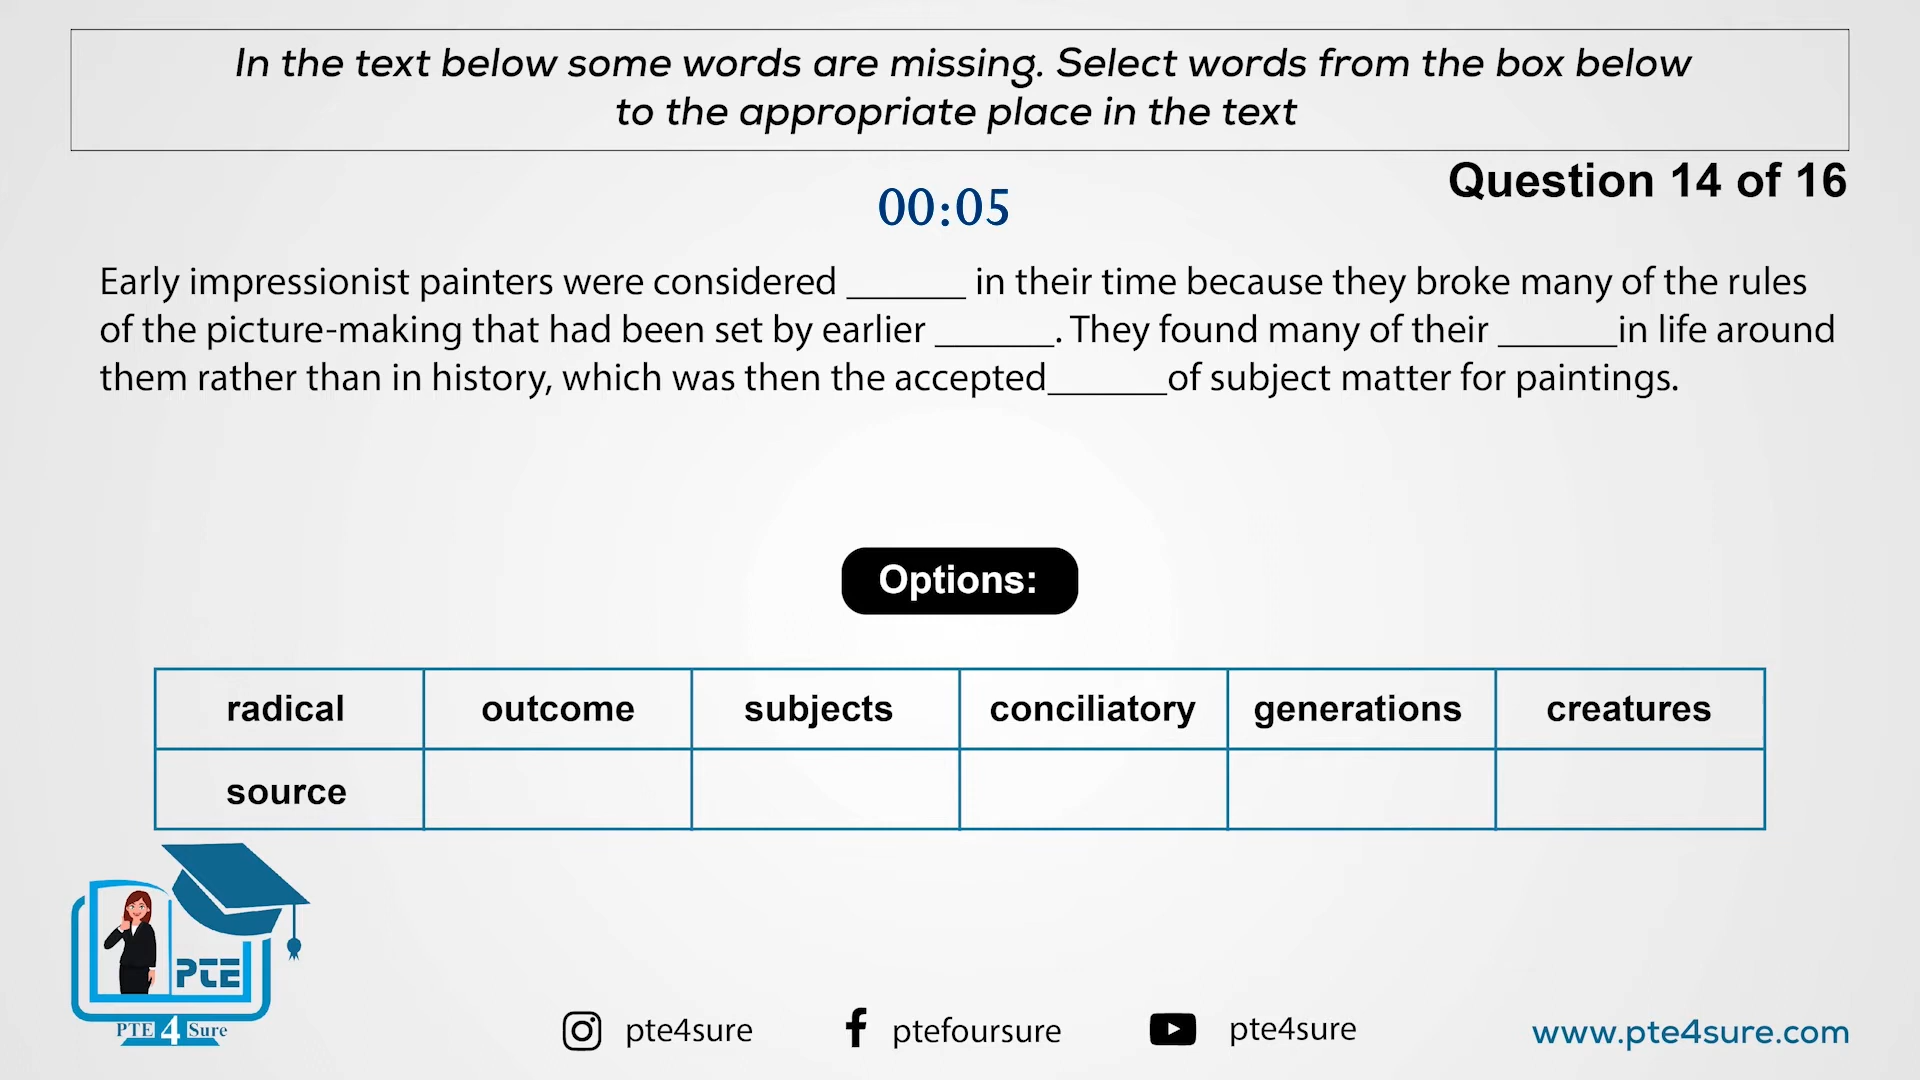 In the text below some words are missing. Select words from the box below
to the appropriate place in the text
Question 14 of 16
00:05
Early impressionist painters were considered ______ in their time because they broke many of the rules
of the picture-making that had been set by earlier ______. They found many of their ______in life around
them rather than in history, which was then the accepted______of subject matter for paintings.
Options:
radical outcome subjects conciliatory generations creatures
source
PTE
PTE 4 Sure
pte4sure ptefoursure pte4sure www.pte4sure.com